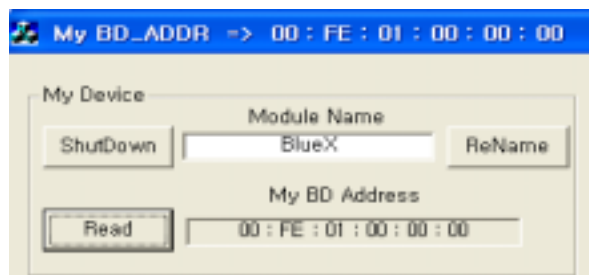 My BD_ADDR => 00 : FE : 01 : 00 : 00 : 00
My Device
Module Name
ShutDown BlueX ReName
My BD Address
Read 00 : FE : 01 : 00 : 00 : 00